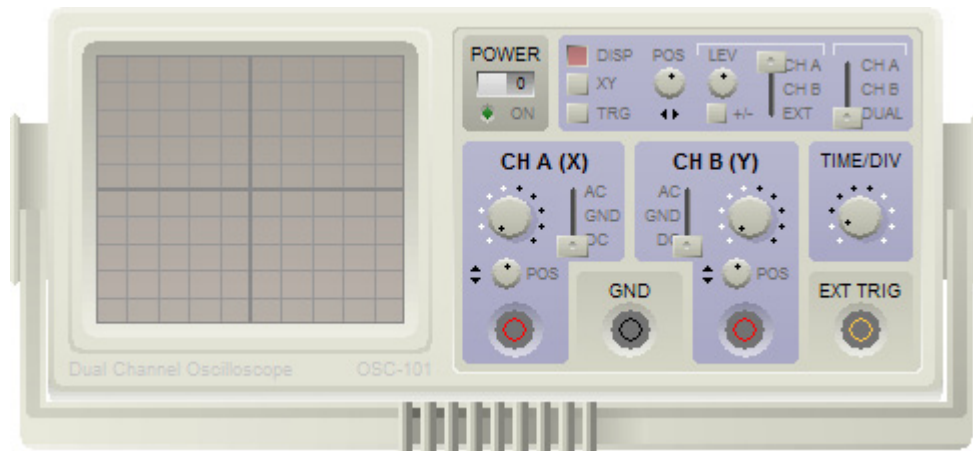 POWER
0
ON
DISP
XY
TRG
POS
LEV
+/-
CH A
CH B
EXT
CH A
CH B
DUAL
CH A (X)
AC
GND
DC
POS
CH B (Y)
AC
GND
DC
POS
TIME/DIV
GND
EXT TRIG
Dual Channel Oscilloscope OSC-101